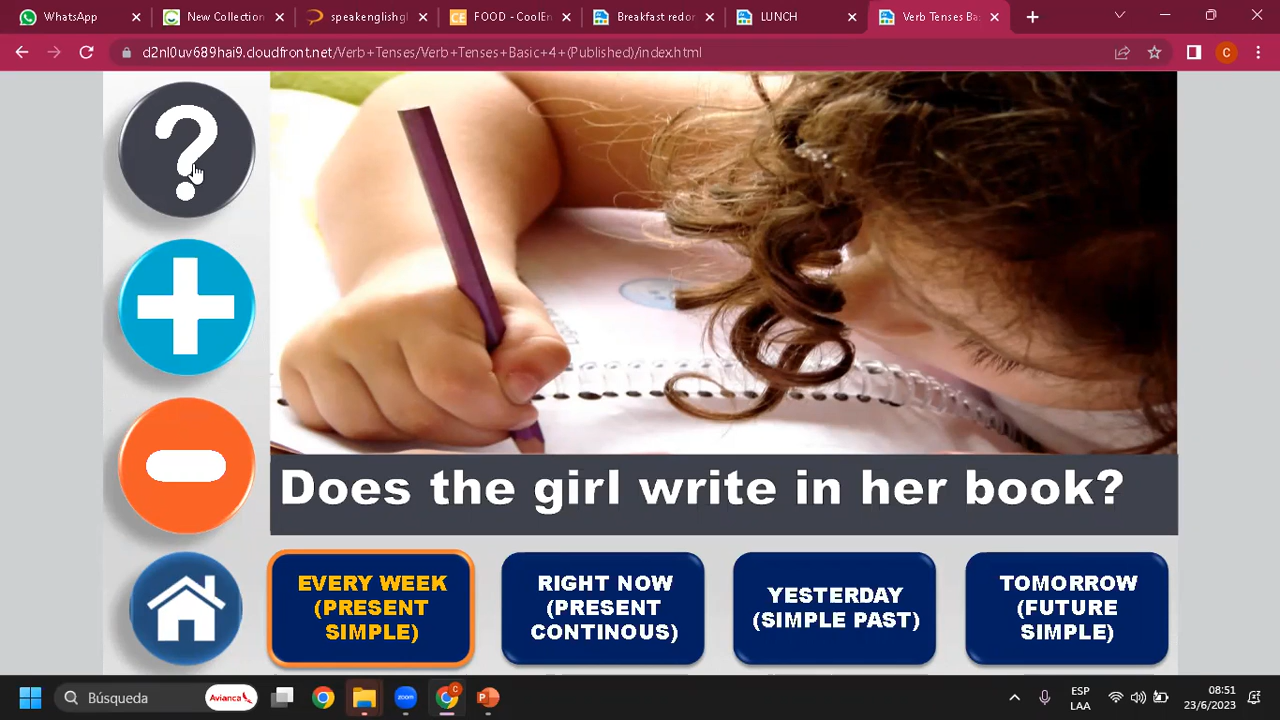 WhatsApp
New Collection
speakenglishgl
FOOD - CoolEn
Breakfast redor
LUNCH
Verb Tenses Ba
d2nl0uv689hai9.cloudfront.net/Verb+Tenses/Verb+Tenses+Basic+4+(Published)/index.html
C
?
Does the girl write in her book?
EVERY WEEK
(PRESENT
SIMPLE)
RIGHT NOW
(PRESENT
CONTINOUS)
YESTERDAY
(SIMPLE PAST)
TOMORROW
(FUTURE
SIMPLE)
Búsqueda
Avianca
zoom
ESP
LAA
08:51
23/6/2023